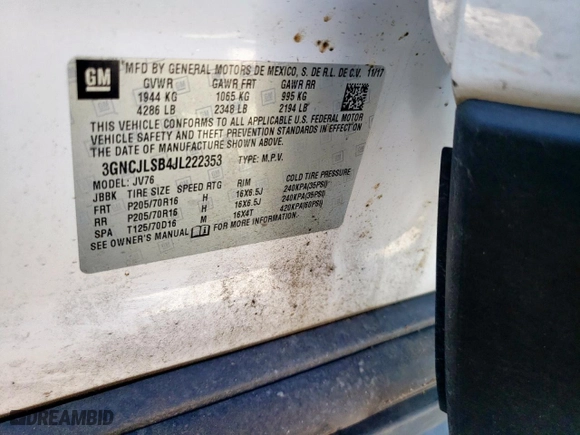 GM
MFD BY GENERAL MOTORS DE MEXICO, S. DE R.L. DE C.V. 11/17
GVWR GAWR FRT GAWR RR
1944 KG 1065 KG 995 KG
4286 LB 2348 LB 2194 LB
THIS VEHICLE CONFORMS TO ALL APPLICABLE U.S. FEDERAL MOTOR
VEHICLE SAFETY AND THEFT PREVENTION STANDARDS IN EFFECT ON
THE DATE OF MANUFACTURE SHOWN ABOVE.
3GNCJLSB4JL222353 TYPE: M.P.V.
MODEL: JV76
JBBK TIRE SIZE SPEED RTG RIM COLD TIRE PRESSURE
FRT P205/70R16 H 16X6.5J 240KPA(35PSI)
RR P205/70R16 H 16X6.5J 240KPA(35PSI)
SPA T125/70D16 M 16X4T 420KPA(60PSI)
SEE OWNER'S MANUAL FOR MORE INFORMATION.
DREAMBID